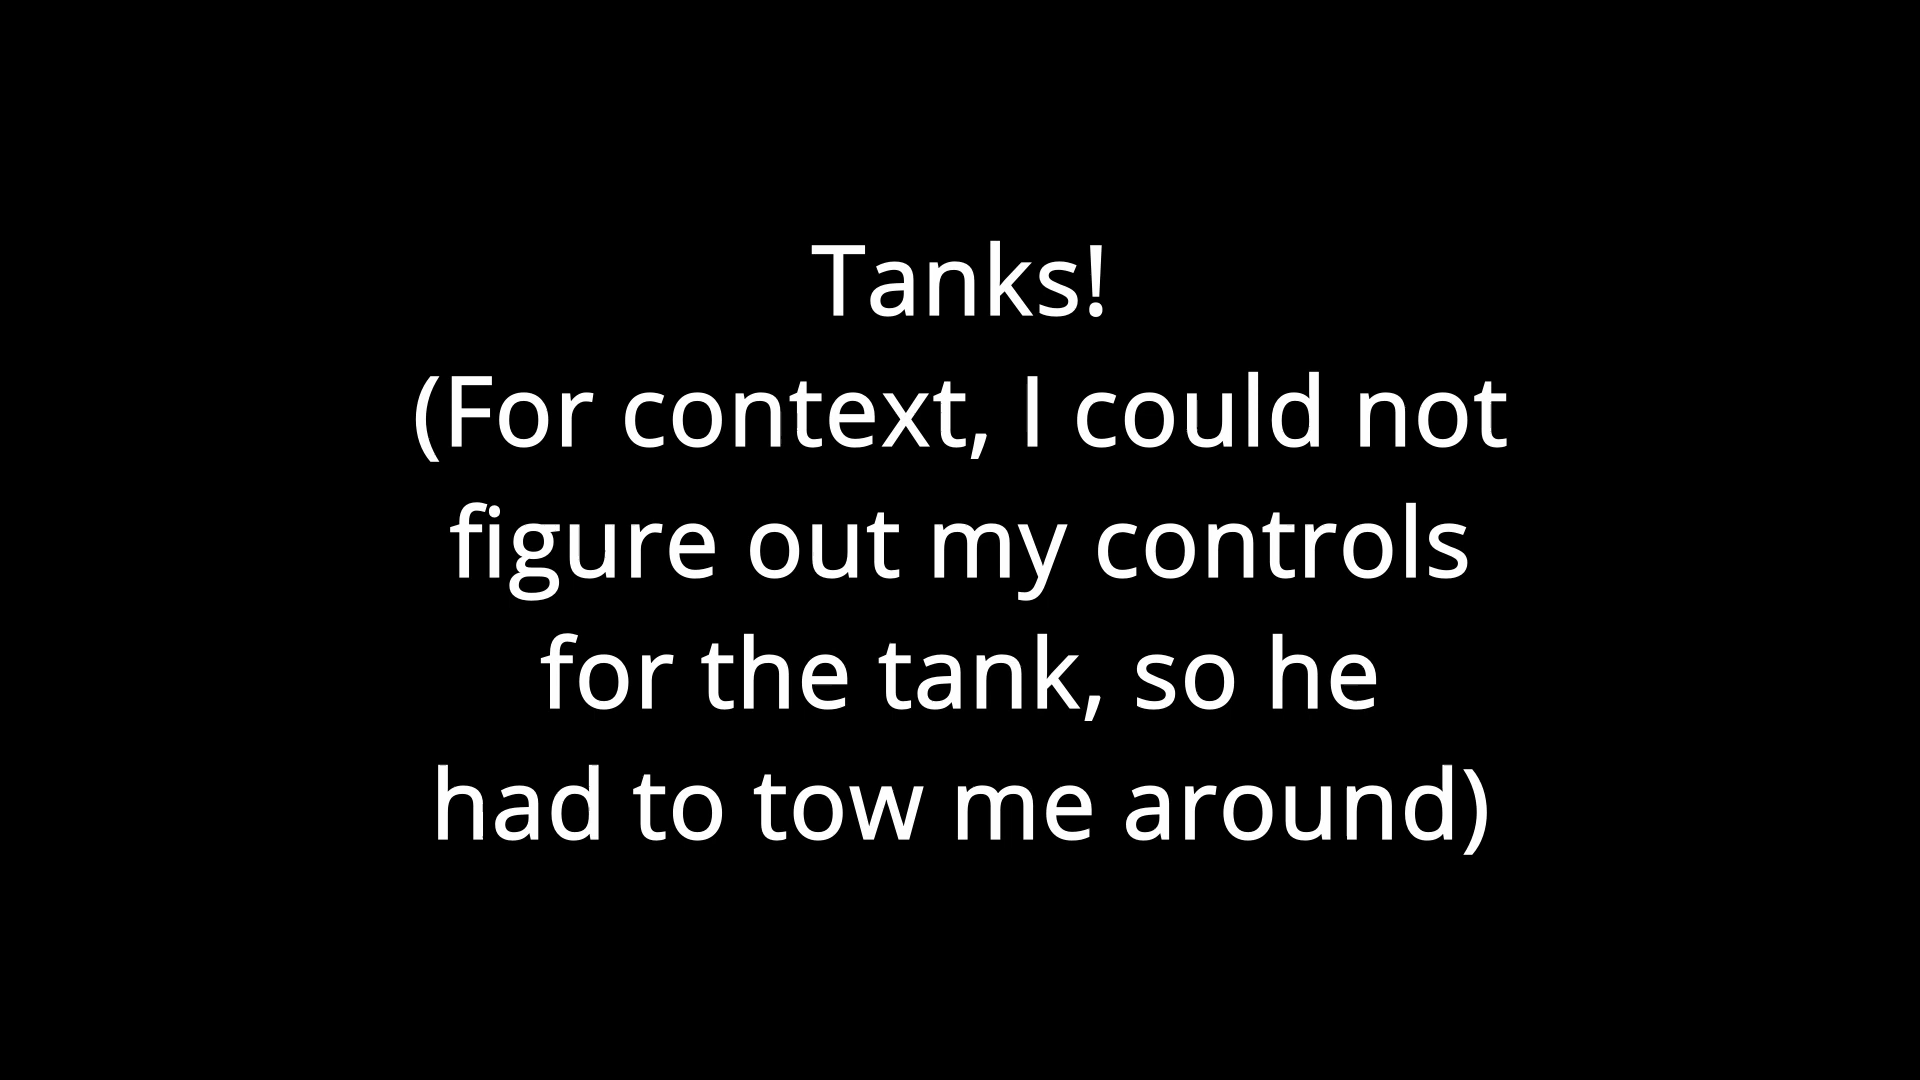 Tanks!
(For context, I could not
figure out my controls
for the tank, so he
had to tow me around)